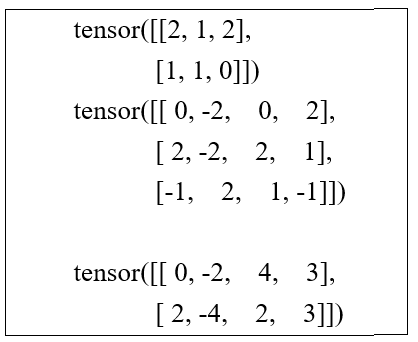 tensor([[2, 1, 2],
[1, 1, 0]])
tensor([[ 0, -2, 0, 2],
[ 2, -2, 2, 1],
[-1, 2, 1, -1]])
tensor([[ 0, -2, 4, 3],
[ 2, -4, 2, 3]])